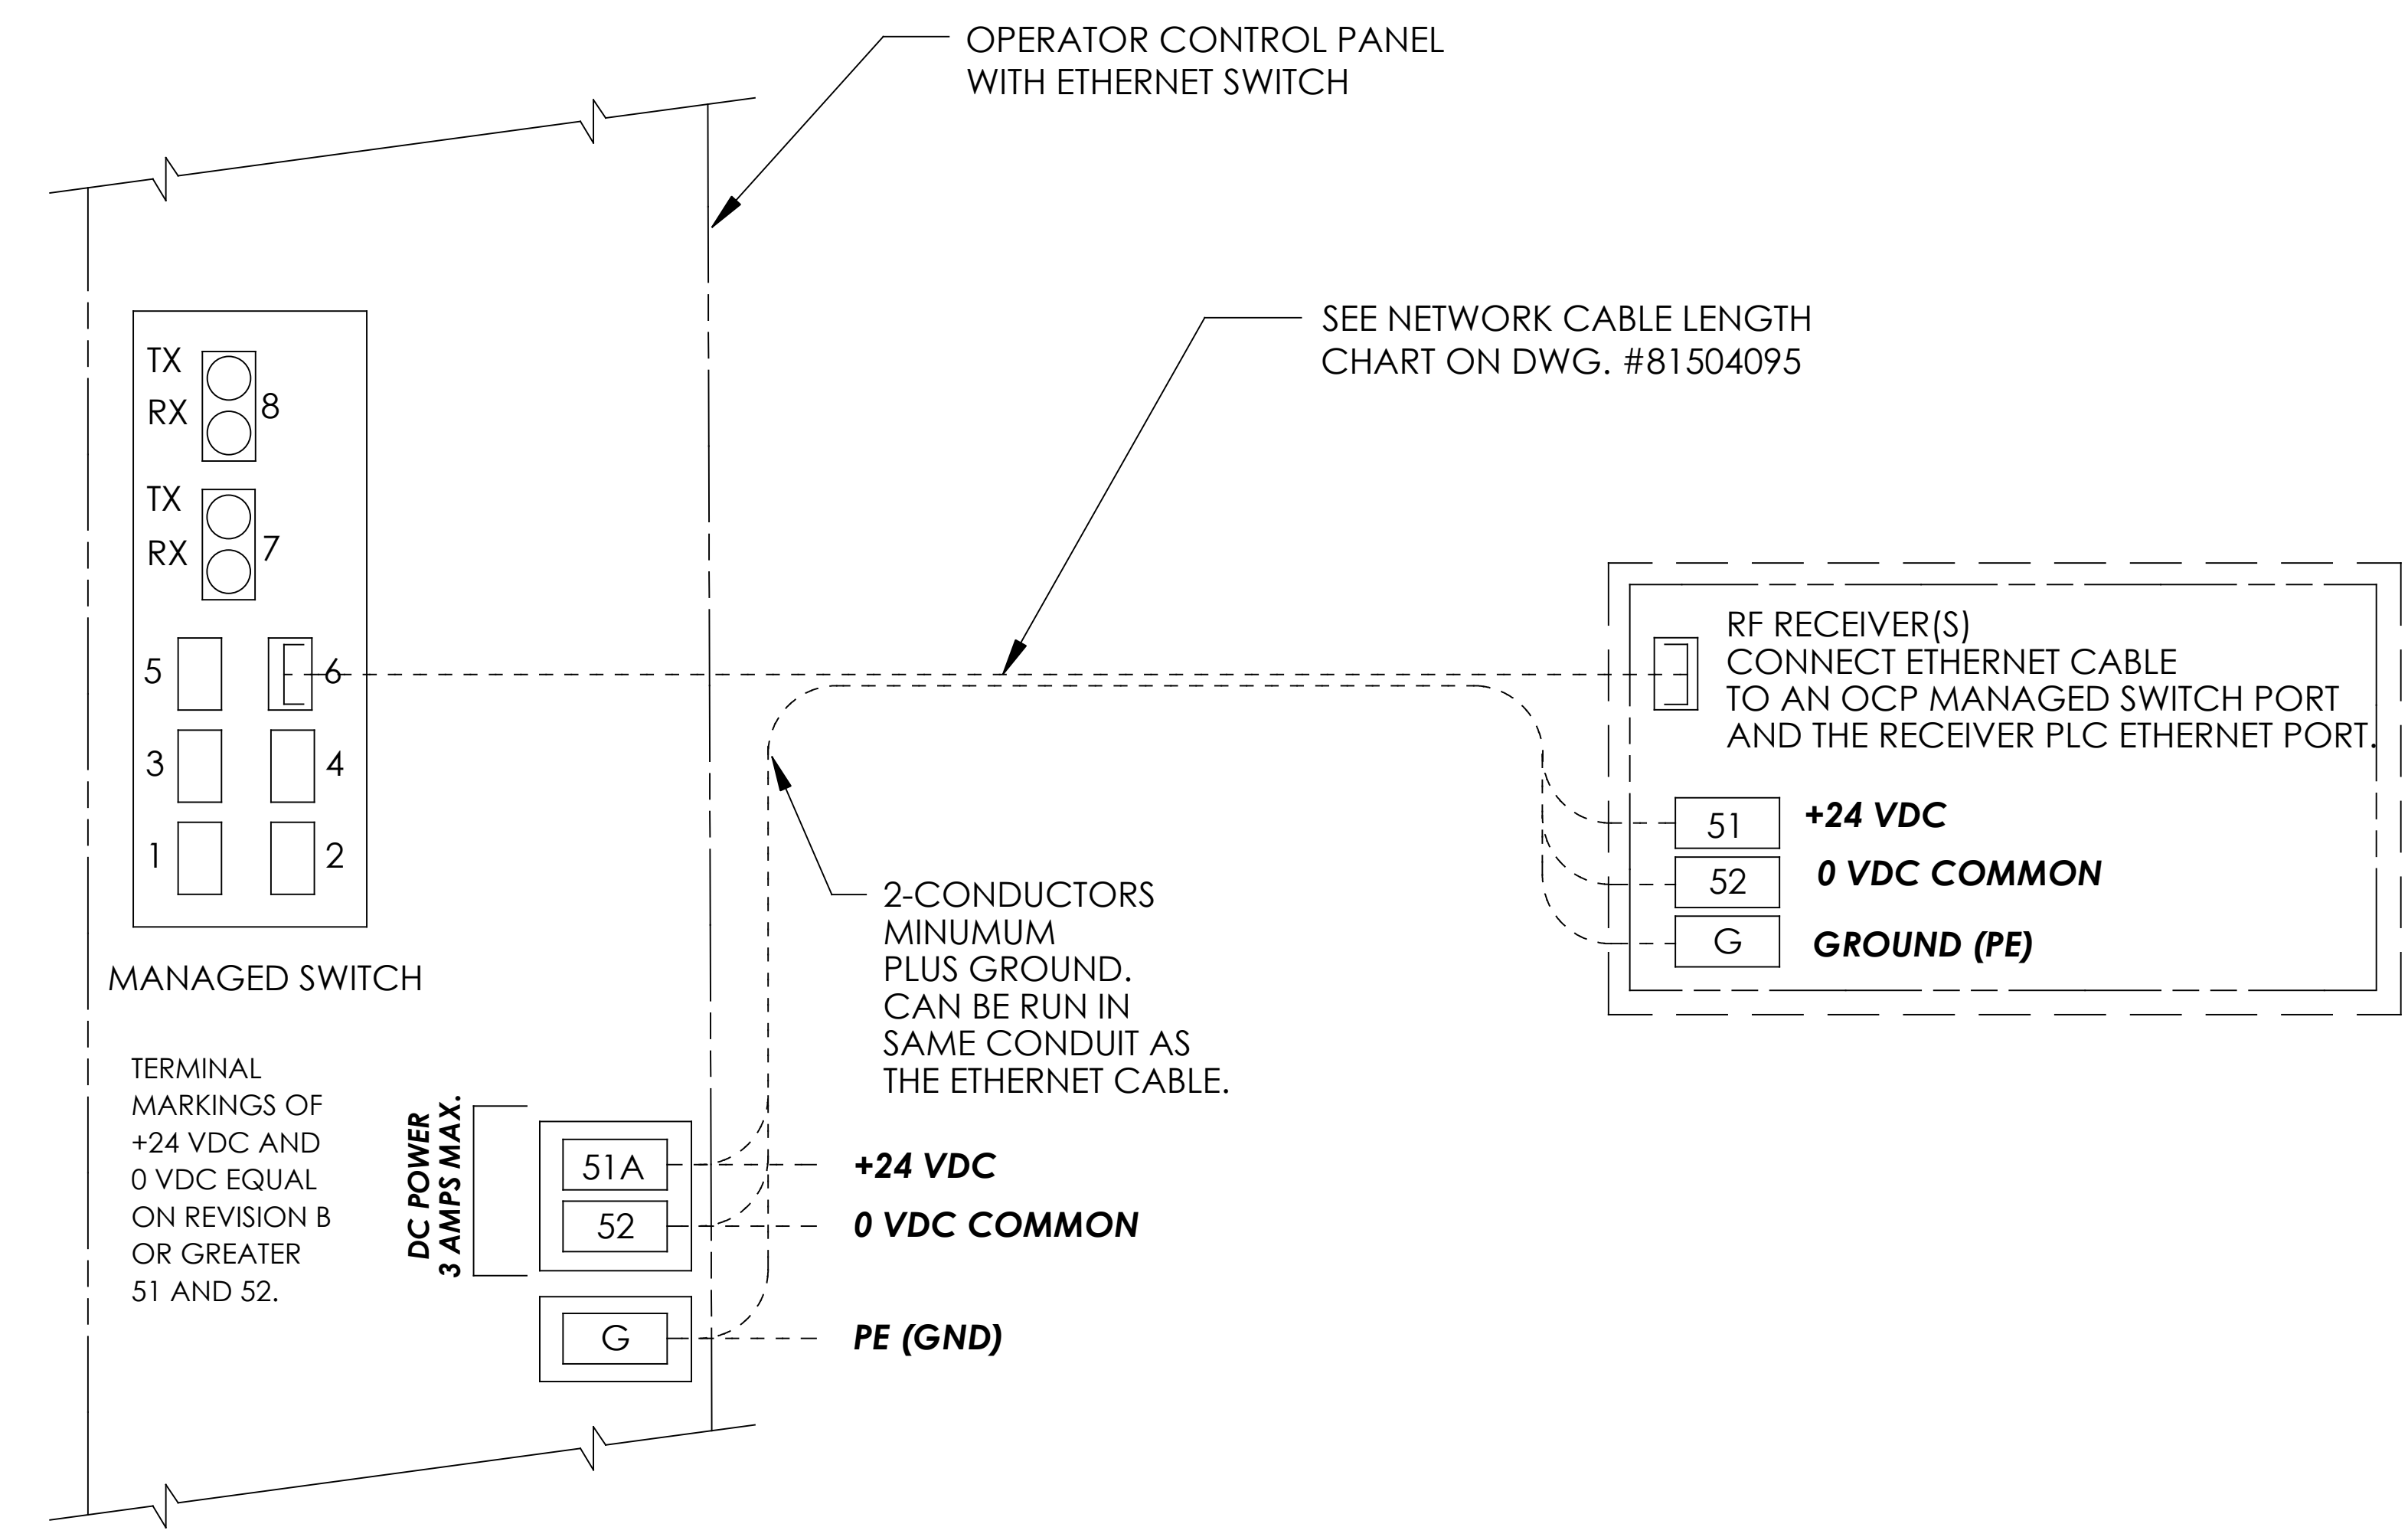 OPERATOR CONTROL PANEL
WITH ETHERNET SWITCH
SEE NETWORK CABLE LENGTH
CHART ON DWG. #81504095
TX
RX
8
TX
RX
7
5
6
3
4
1
2
MANAGED SWITCH
RF RECEIVER(S)
CONNECT ETHERNET CABLE
TO AN OCP MANAGED SWITCH PORT
AND THE RECEIVER PLC ETHERNET PORT.
51
+24 VDC
52
0 VDC COMMON
G
GROUND (PE)
2-CONDUCTORS
MINUMUM
PLUS GROUND.
CAN BE RUN IN
SAME CONDUIT AS
THE ETHERNET CABLE.
TERMINAL
MARKINGS OF
+24 VDC AND
0 VDC EQUAL
ON REVISION B
OR GREATER
51 AND 52.
DC POWER
3 AMPS MAX.
51A
+24 VDC
52
0 VDC COMMON
G
PE (GND)